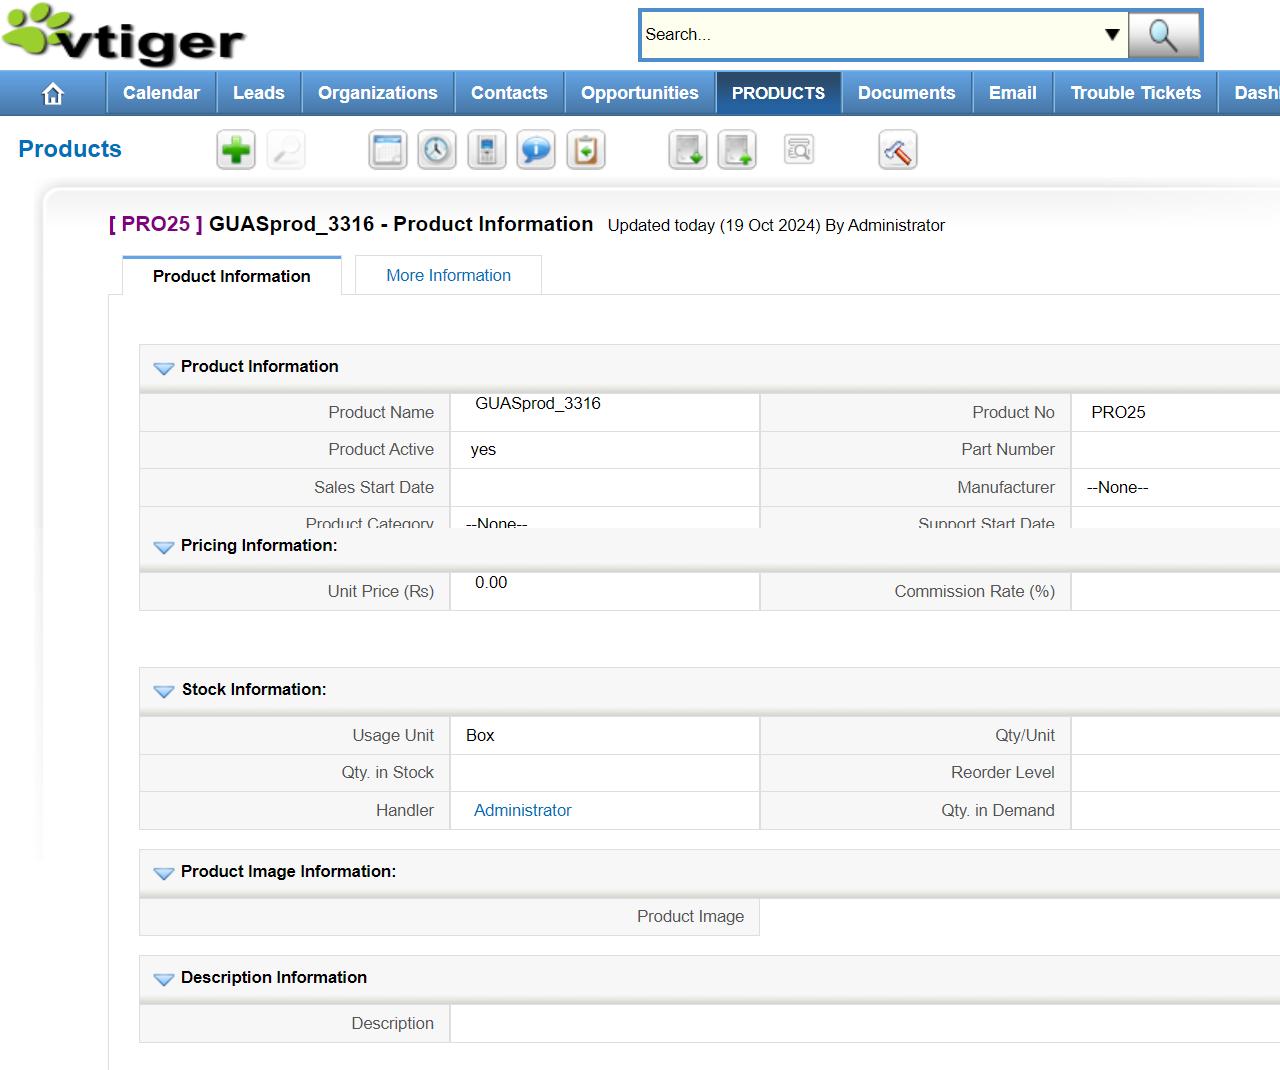 vtiger
Search...
Calendar Leads Organizations Contacts Opportunities PRODUCTS Documents Email Trouble Tickets
Products
[ PRO25 ] GUASprod_3316 - Product Information Updated today (19 Oct 2024) By Administrator
Product Information More Information
Product Information
Product Name GUASprod_3316 Product No PRO25
Product Active yes Part Number
Sales Start Date Manufacturer --None--
Product Category --None-- Support Start Date
Pricing Information:
Unit Price (Rs) 0.00 Commission Rate (%)
Stock Information:
Usage Unit Box Qty/Unit
Qty. in Stock Reorder Level
Handler Administrator Qty. in Demand
Product Image Information:
Product Image
Description Information
Description